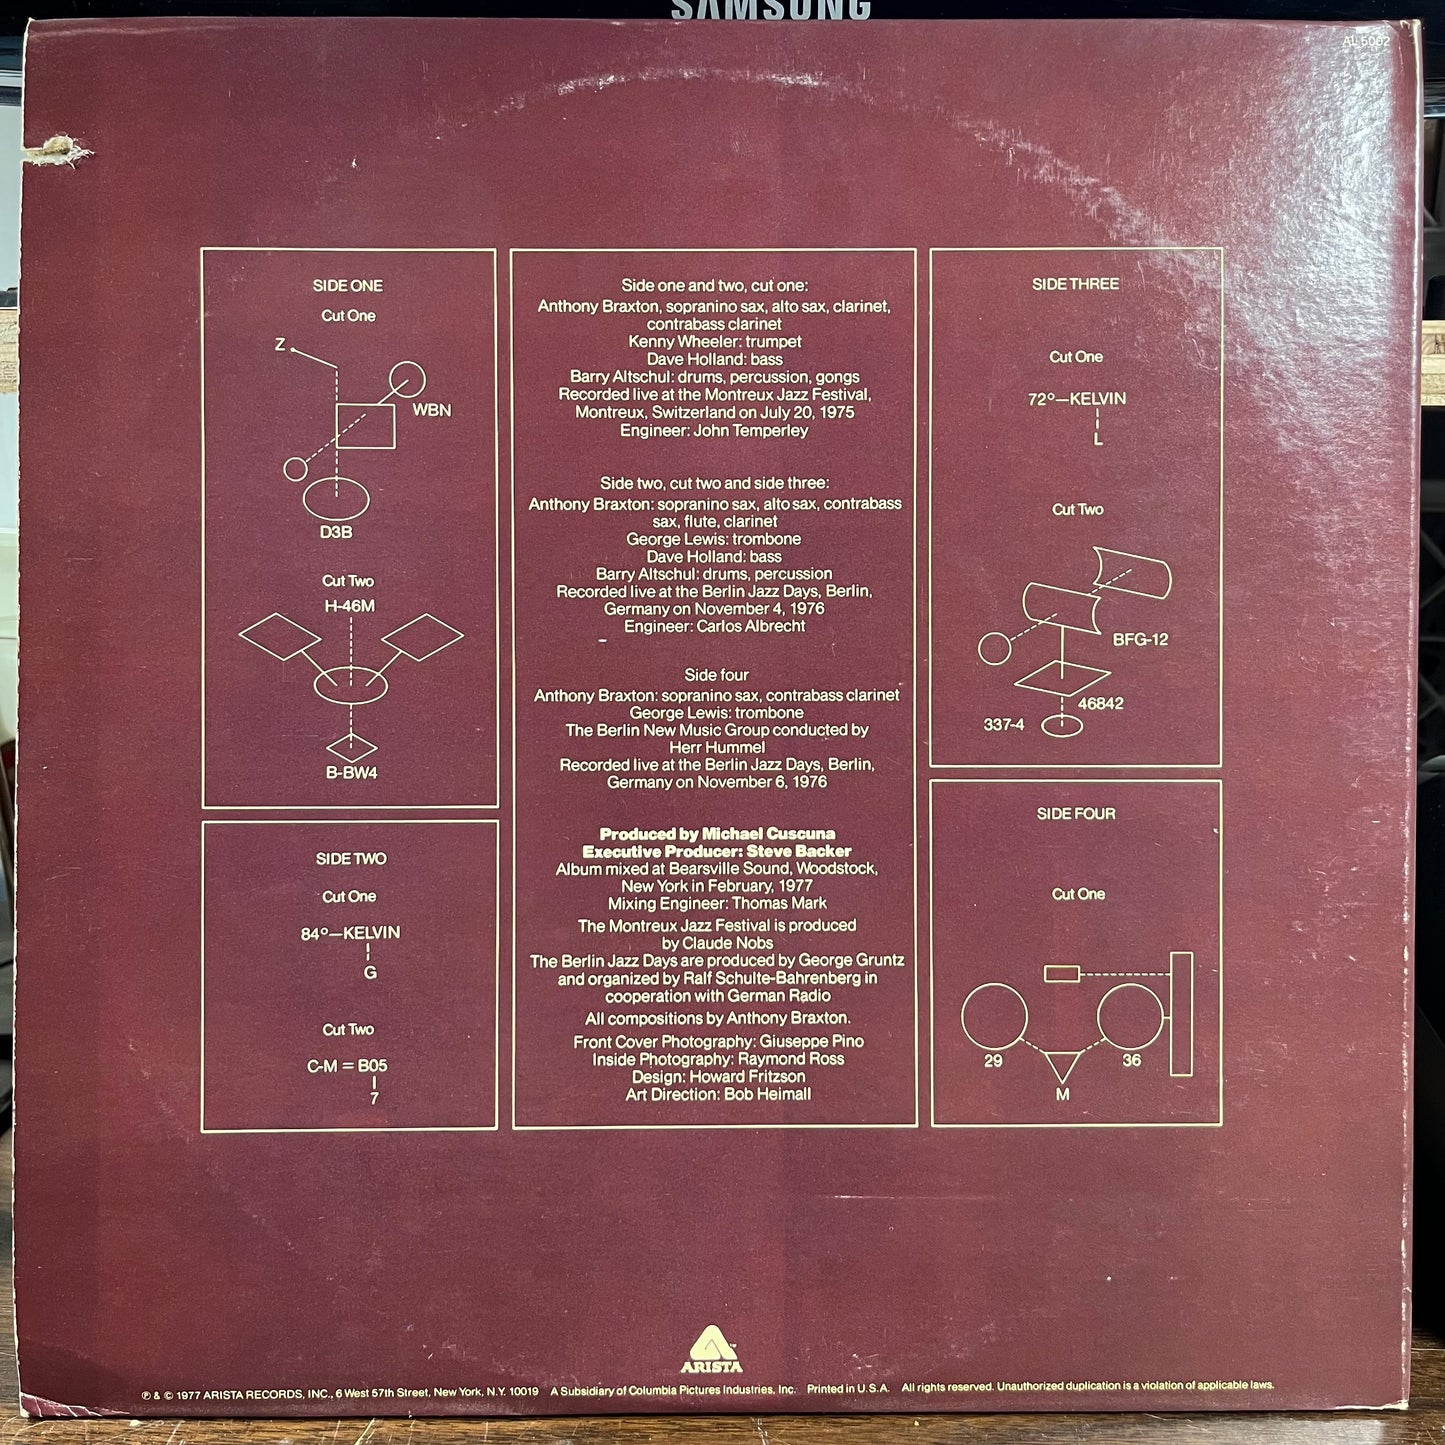 SAMSUNG
AL 5002
SIDE ONE
Cut One
Z
WBN
D3B
Cut Two
H-46M
B-BW4
SIDE TWO
Cut One
84°—KELVIN
G
Cut Two
C-M = B05
7
Side one and two, cut one:
Anthony Braxton, sopranino sax, alto sax, clarinet,
contrabass clarinet
Kenny Wheeler: trumpet
Dave Holland: bass
Barry Altschul: drums, percussion, gongs
Recorded live at the Montreux Jazz Festival,
Montreux, Switzerland on July 20, 1975
Engineer: John Temperley
Side two, cut two and side three:
Anthony Braxton: sopranino sax, alto sax, contrabass
sax, flute, clarinet
George Lewis: trombone
Dave Holland: bass
Barry Altschul: drums, percussion
Recorded live at the Berlin Jazz Days, Berlin,
Germany on November 4, 1976
Engineer: Carlos Albrecht
Side four
Anthony Braxton: sopranino sax, contrabass clarinet
George Lewis: trombone
The Berlin New Music Group conducted by
Herr Hummel
Recorded live at the Berlin Jazz Days, Berlin,
Germany on November 6, 1976
Produced by Michael Cuscuna
Executive Producer: Steve Backer
Album mixed at Bearsville Sound, Woodstock,
New York in February, 1977
Mixing Engineer: Thomas Mark
The Montreux Jazz Festival is produced
by Claude Nobs
The Berlin Jazz Days are produced by George Gruntz
and organized by Ralf Schulte-Bahrenberg in
cooperation with German Radio
All compositions by Anthony Braxton.
Front Cover Photography: Giuseppe Pino
Inside Photography: Raymond Ross
Design: Howard Fritzson
Art Direction: Bob Heimall
SIDE THREE
Cut One
72°—KELVIN
L
Cut Two
BFG-12
46842
337-4
SIDE FOUR
Cut One
29
36
M
ARISTA
℗ & © 1977 ARISTA RECORDS, INC., 6 West 57th Street, New York, N.Y. 10019 A Subsidiary of Columbia Pictures Industries, Inc. Printed in U.S.A. All rights reserved. Unauthorized duplication is a violation of applicable laws.